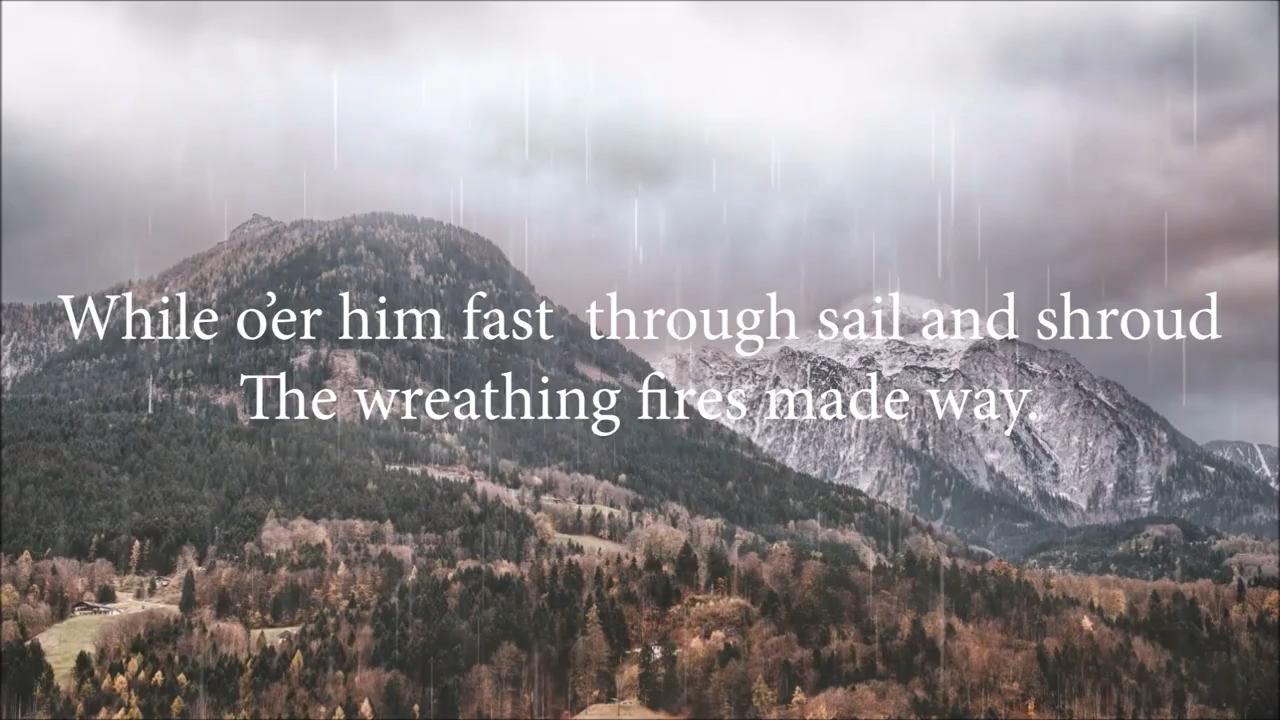 While o’er him fast  through sail and shroud
The wreathing fires made way.